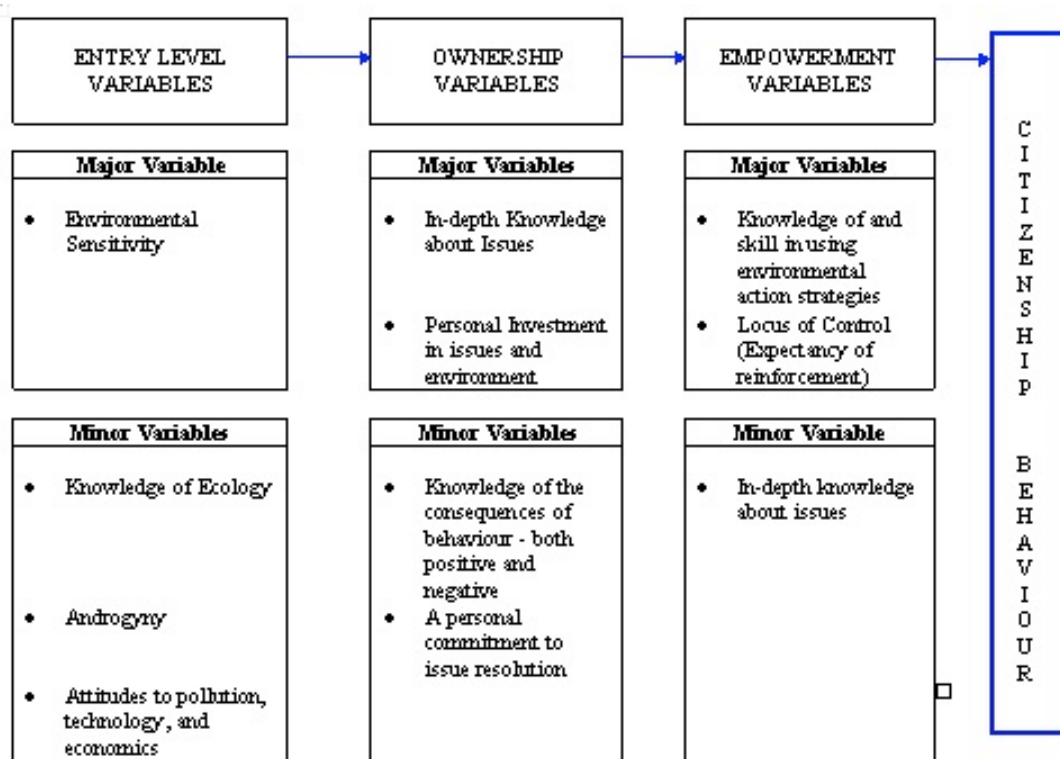 ENTRY LEVEL
VARIABLES
OWNERSHIP
VARIABLES
EMPOWERMENT
VARIABLES
Major Variable
• Environmental
Sensitivity
Major Variables
• In-depth Knowledge
about Issues
• Personal Investment
in issues and
environment
Major Variables
• Knowledge of and
skill in using
environmental
action strategies
• Locus of Control
(Expectancy of
reinforcement)
Minor Variables
• Knowledge of Ecology
• Androgyny
• Attitudes to pollution,
technology, and
economics
Minor Variables
• Knowledge of the
consequences of
behaviour - both
positive and
negative
• A personal
commitment to
issue resolution
Minor Variable
• In-depth knowledge
about issues
CITIZENSHIP BEHAVIOUR